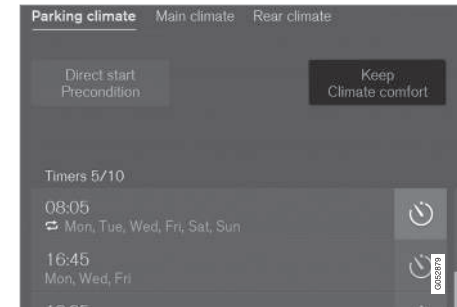 Parking climate Main climate Rear climate
Direct start
Precondition
Keep
Climate comfort
Timers 5/10
08:05
Mon, Tue, Wed, Fri, Sat, Sun
16:45
Mon, Wed, Fri
G052879